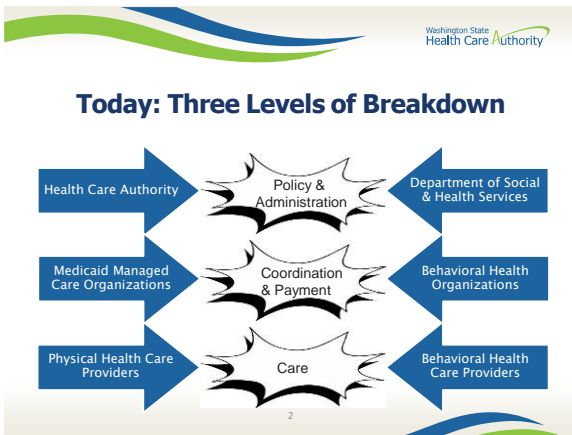 Washington State
Health Care Authority
Today: Three Levels of Breakdown
Health Care Authority
Policy &
Administration
Department of Social
& Health Services
Medicaid Managed
Care Organizations
Coordination
& Payment
Behavioral Health
Organizations
Physical Health Care
Providers
Care
Behavioral Health
Care Providers
2